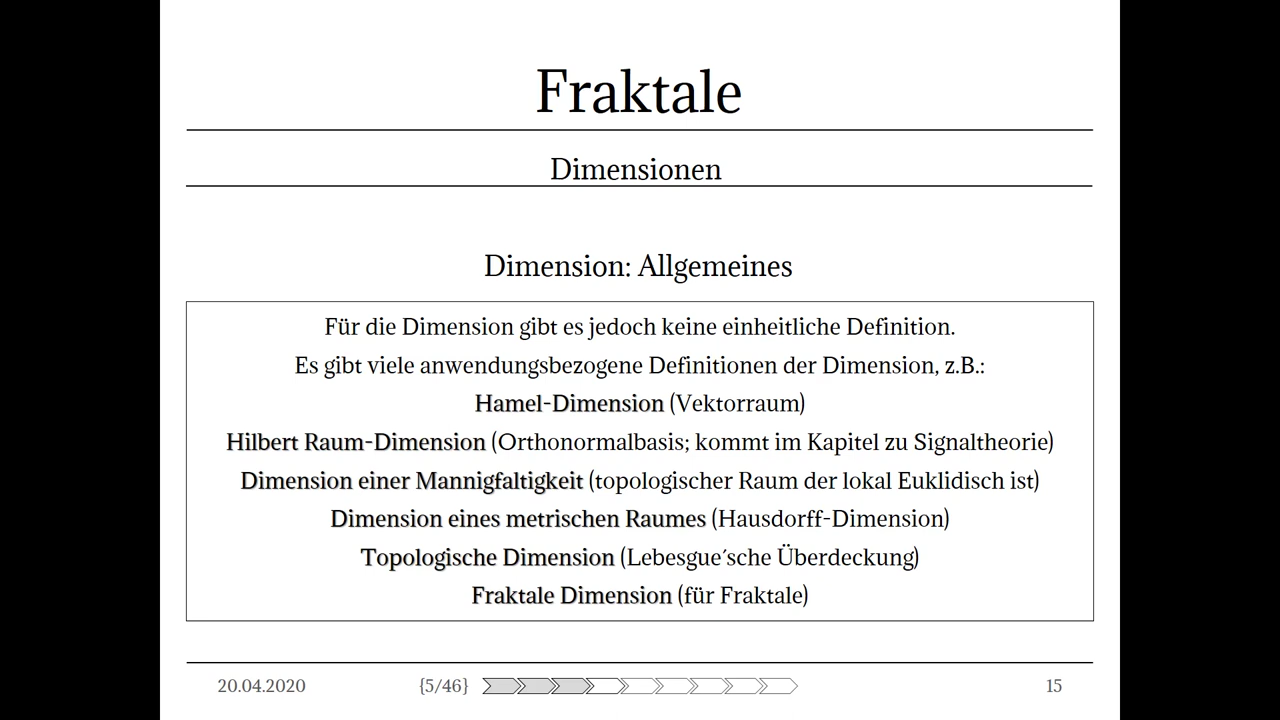 Fraktale
Dimensionen
Dimension: Allgemeines
Für die Dimension gibt es jedoch keine einheitliche Definition.
Es gibt viele anwendungsbezogene Definitionen der Dimension, z.B.:
Hamel-Dimension (Vektorraum)
Hilbert Raum-Dimension (Orthonormalbasis; kommt im Kapitel zu Signaltheorie)
Dimension einer Mannigfaltigkeit (topologischer Raum der lokal Euklidisch ist)
Dimension eines metrischen Raumes (Hausdorff-Dimension)
Topologische Dimension (Lebesgue´sche Überdeckung)
Fraktale Dimension (für Fraktale)
20.04.2020 {5/46} 15